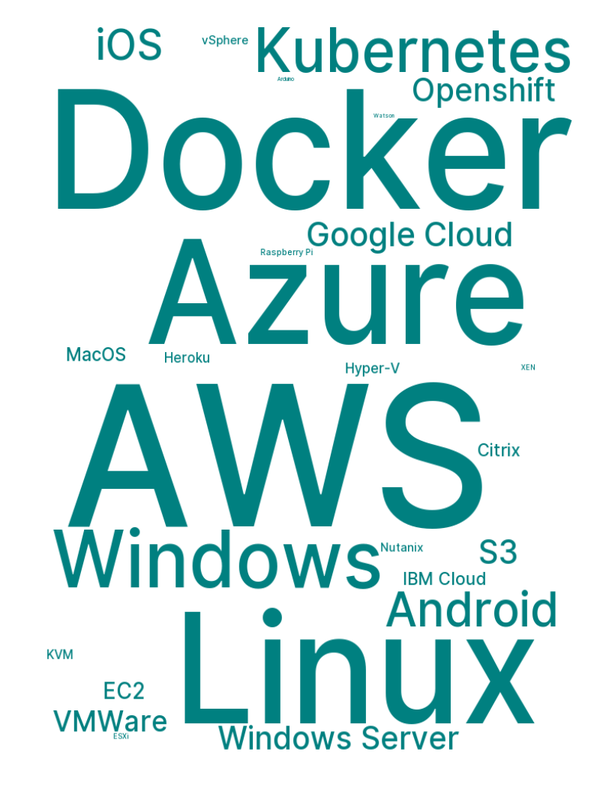 iOS
vSphere
Kubernetes
Arduino
Openshift
Docker
Watson
Google Cloud
Azure
Raspberry Pi
MacOS
Heroku
Hyper-V
XEN
AWS
Citrix
Windows
Nutanix
S3
IBM Cloud
Android
Linux
KVM
EC2
VMWare
ESXi
Windows Server